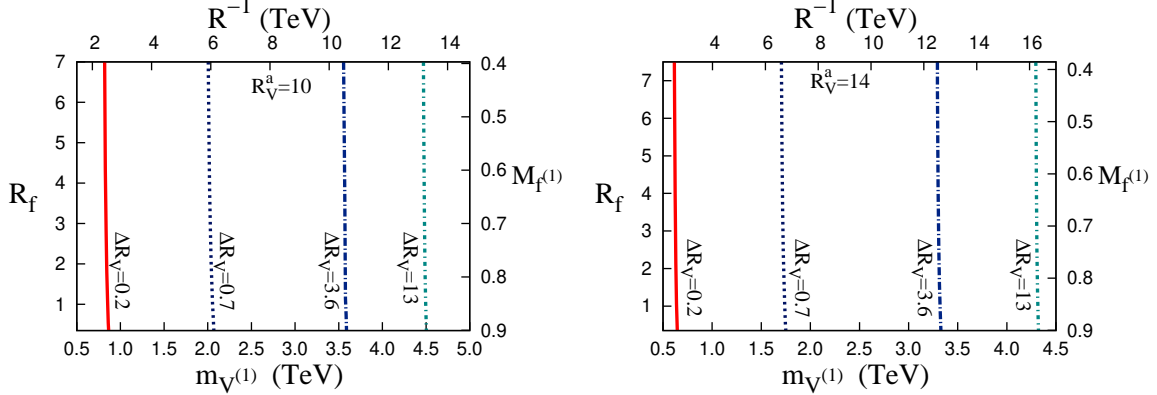 R⁻¹ (TeV)
2 4 6 8 10 12 14
7
6
5
4
3
2
1
R_f
R_V^a=10
ΔR_V=0.2
ΔR_V=0.7
ΔR_V=3.6
ΔR_V=13
0.4
0.5
0.6
0.7
0.8
0.9
M_f(1)
0.5 1.0 1.5 2.0 2.5 3.0 3.5 4.0 4.5 5.0
m_V(1) (TeV)
R⁻¹ (TeV)
4 6 8 10 12 14 16
7
6
5
4
3
2
1
R_f
R_V^a=14
ΔR_V=0.2
ΔR_V=0.7
ΔR_V=3.6
ΔR_V=13
0.4
0.5
0.6
0.7
0.8
0.9
M_f(1)
0.5 1.0 1.5 2.0 2.5 3.0 3.5 4.0 4.5
m_V(1) (TeV)